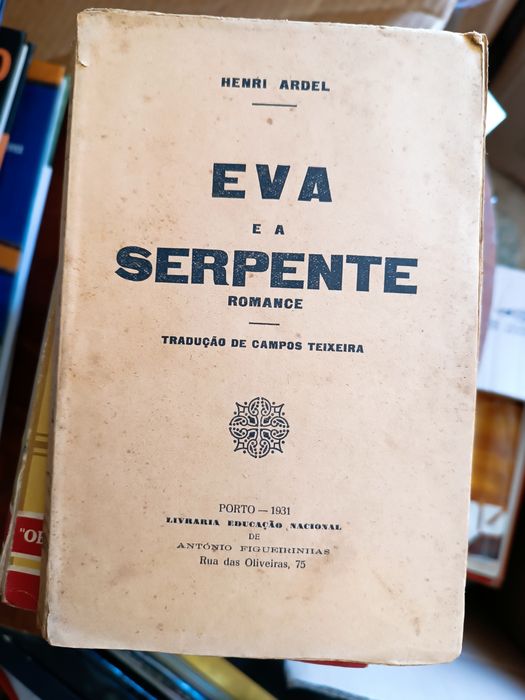 HENRI ARDEL
EVA
E A
SERPENTE
ROMANCE
TRADUÇÃO DE CAMPOS TEIXEIRA
PORTO — 1931
LIVRARIA EDUCAÇÃO NACIONAL
DE
ANTÓNIO FIGUEIRINHAS
Rua das Oliveiras, 75